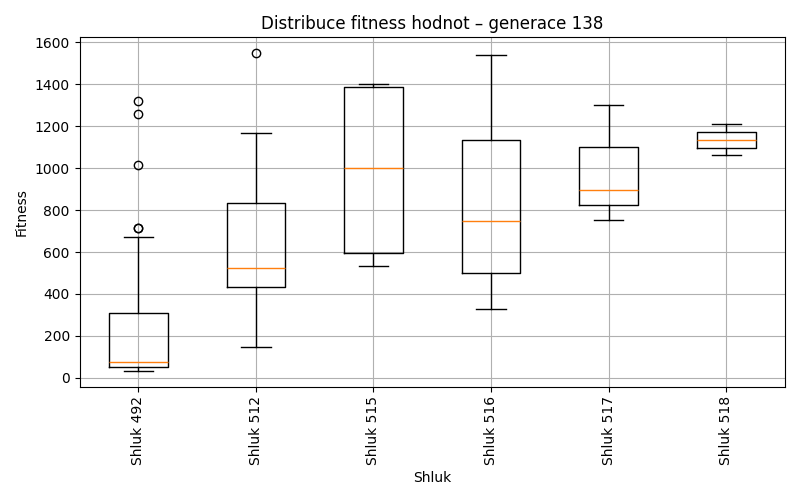 Distribuce fitness hodnot – generace 138
Fitness
1600
1400
1200
1000
800
600
400
200
0
Shluk 492
Shluk 512
Shluk 515
Shluk 516
Shluk 517
Shluk 518
Shluk